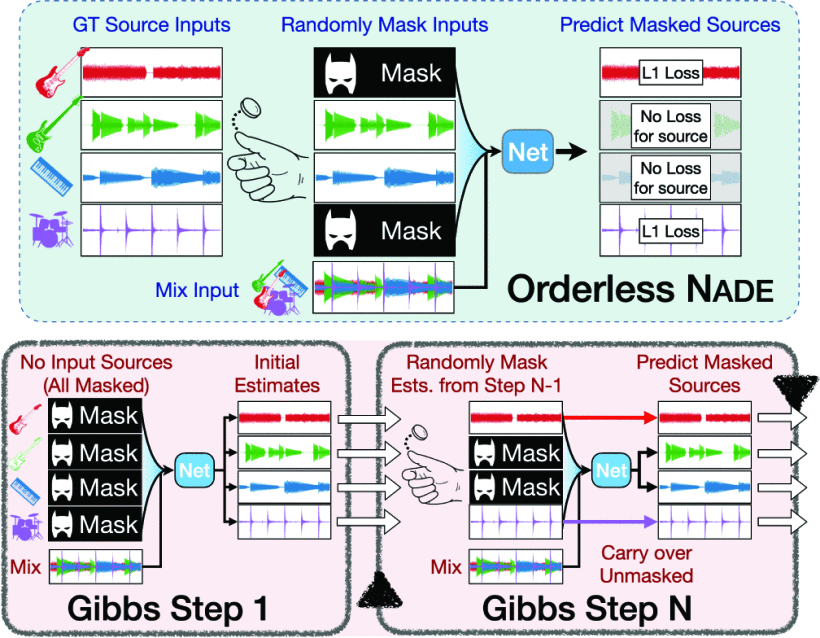 GT Source Inputs
Randomly Mask Inputs
Predict Masked Sources
Mask
L1 Loss
No Loss
for source
Net
No Loss
for source
Mask
L1 Loss
Mix Input
Orderless NADE
No Input Sources
(All Masked)
Initial
Estimates
Mask
Mask
Mask
Mask
Net
Mix
Gibbs Step 1
Randomly Mask
Ests. from Step N-1
Predict Masked
Sources
Mask
Mask
Net
Mix
Carry over
Unmasked
Gibbs Step N